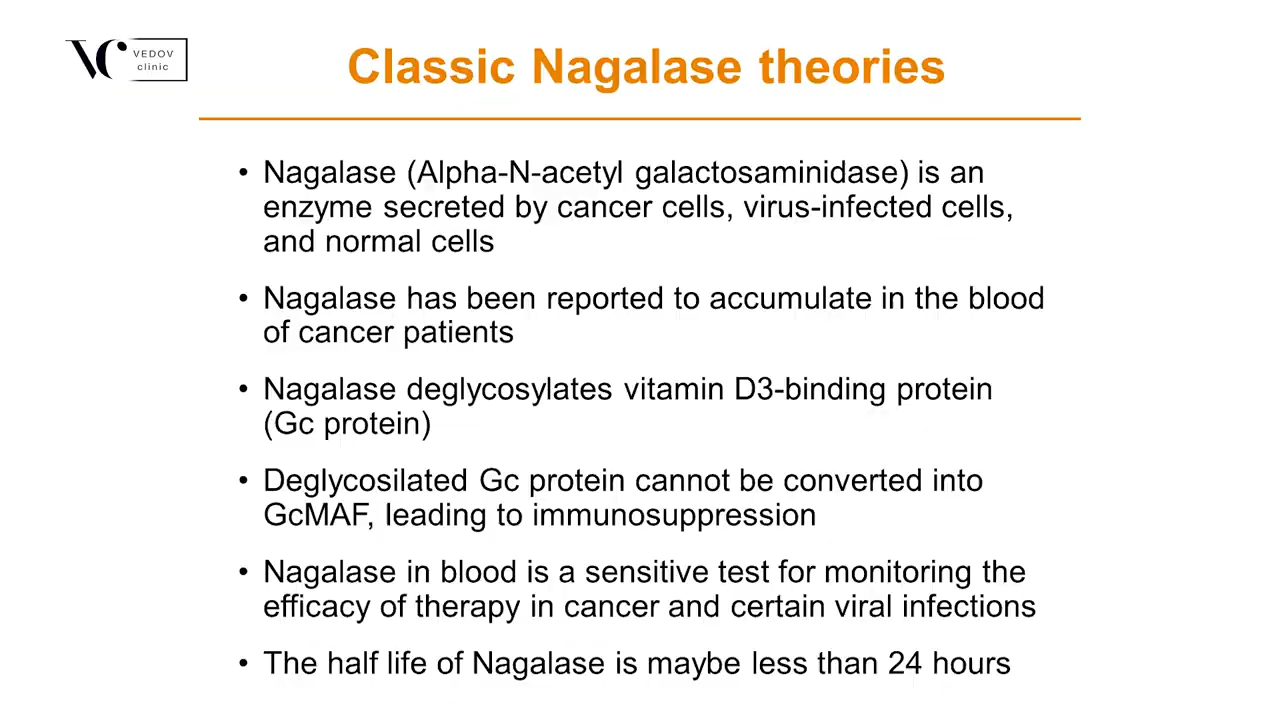 VC VEDOV
clinic
Classic Nagalase theories
• Nagalase (Alpha-N-acetyl galactosaminidase) is an
enzyme secreted by cancer cells, virus-infected cells,
and normal cells
• Nagalase has been reported to accumulate in the blood
of cancer patients
• Nagalase deglycosylates vitamin D3-binding protein
(Gc protein)
• Deglycosilated Gc protein cannot be converted into
GcMAF, leading to immunosuppression
• Nagalase in blood is a sensitive test for monitoring the
efficacy of therapy in cancer and certain viral infections
• The half life of Nagalase is maybe less than 24 hours